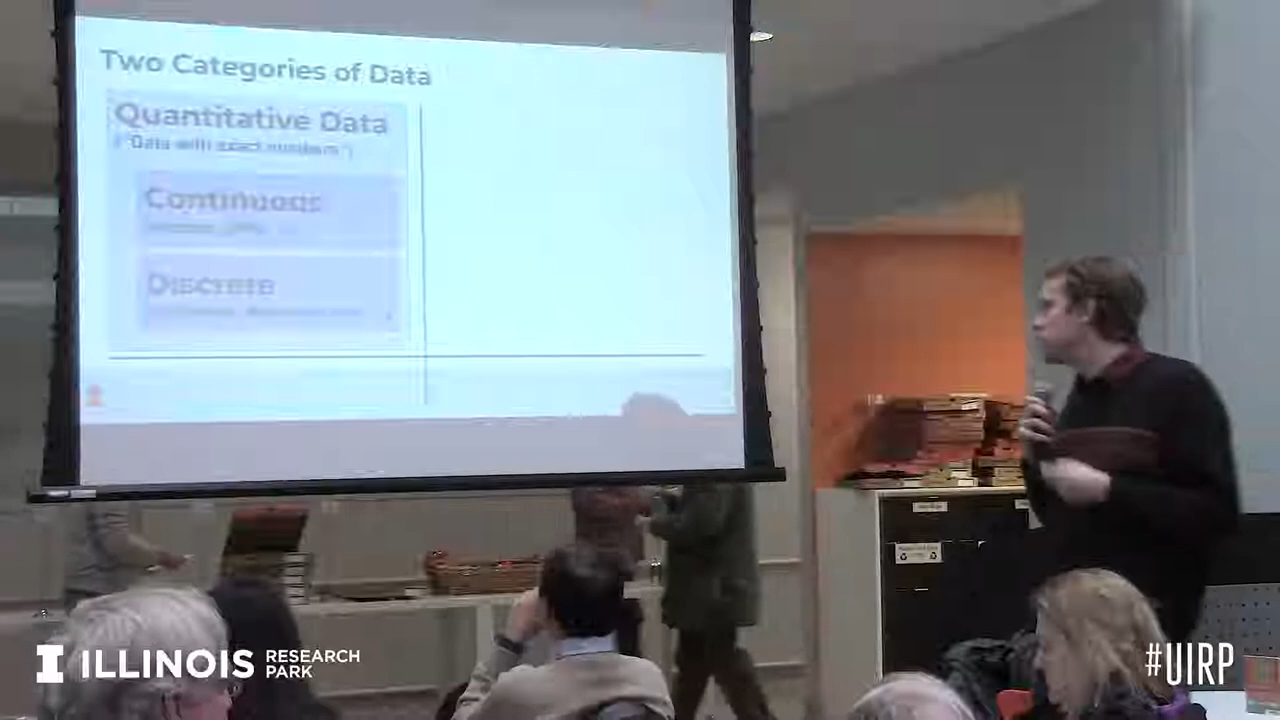 Two Categories of Data
Quantitative Data
("Data with exact numbers")
Continuous
Discrete
ILLINOIS
RESEARCH
PARK
#UIRP